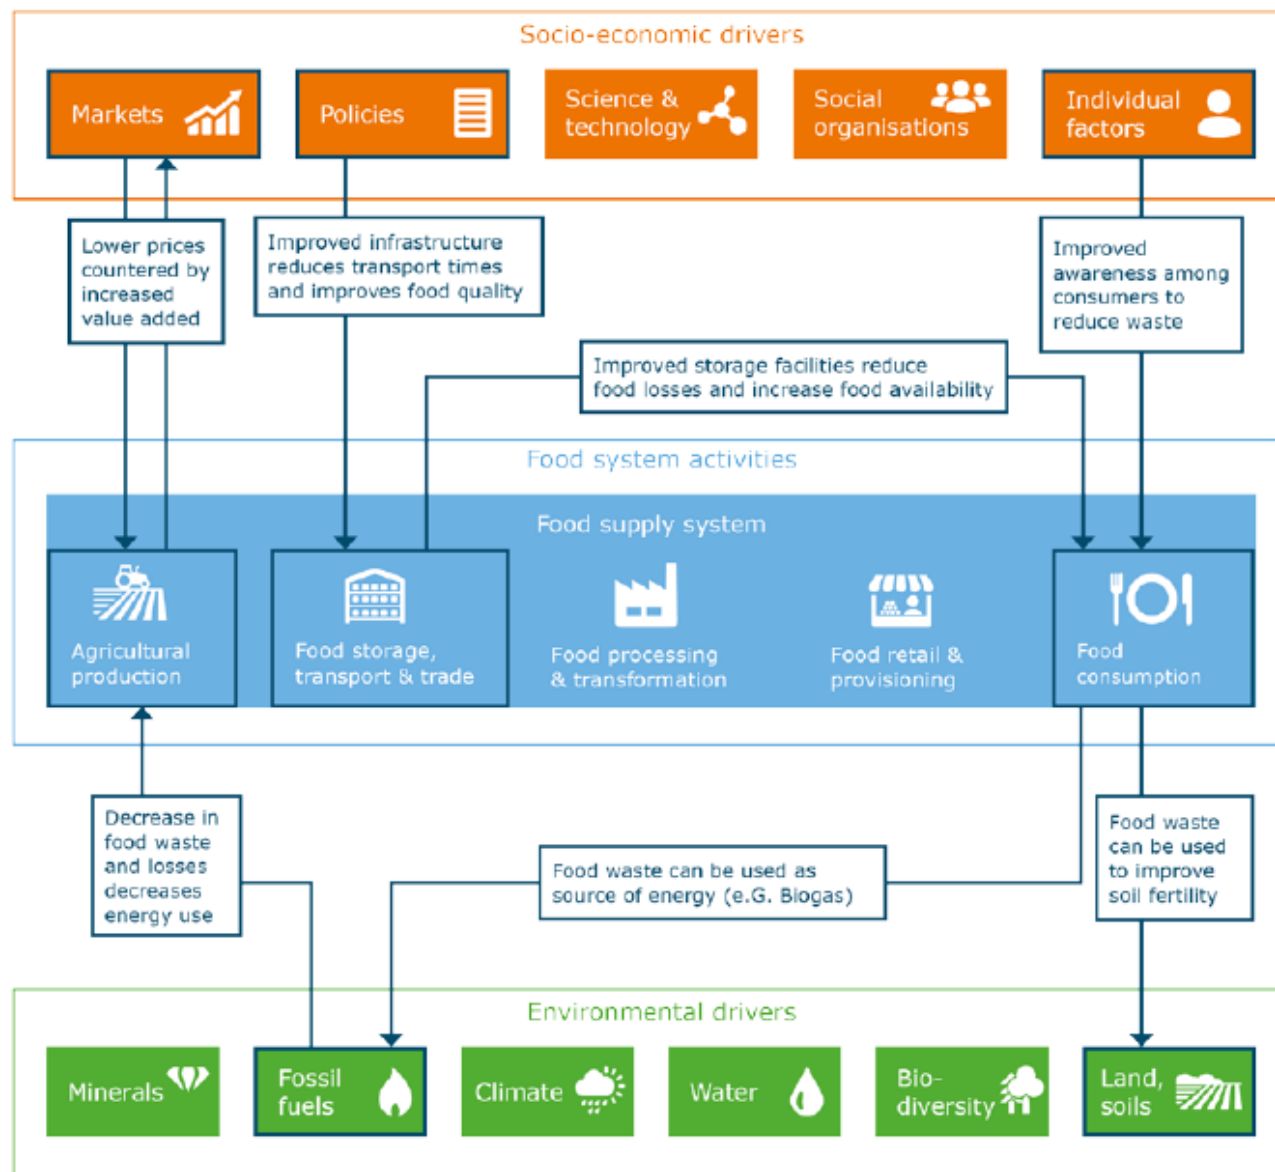 Socio-economic drivers
Markets
Policies
Science &
technology
Social
organisations
Individual
factors
Lower prices
countered by
increased
value added
Improved infrastructure
reduces transport times
and improves food quality
Improved
awareness among
consumers to
reduce waste
Improved storage facilities reduce
food losses and increase food availability
Food system activities
Food supply system
Agricultural
production
Food storage,
transport & trade
Food processing
& transformation
Food retail &
provisioning
Food
consumption
Decrease in
food waste
and losses
decreases
energy use
Food waste can be used as
source of energy (e.G. Biogas)
Food waste
can be used
to improve
soil fertility
Environmental drivers
Minerals
Fossil
fuels
Climate
Water
Bio-
diversity
Land,
soils